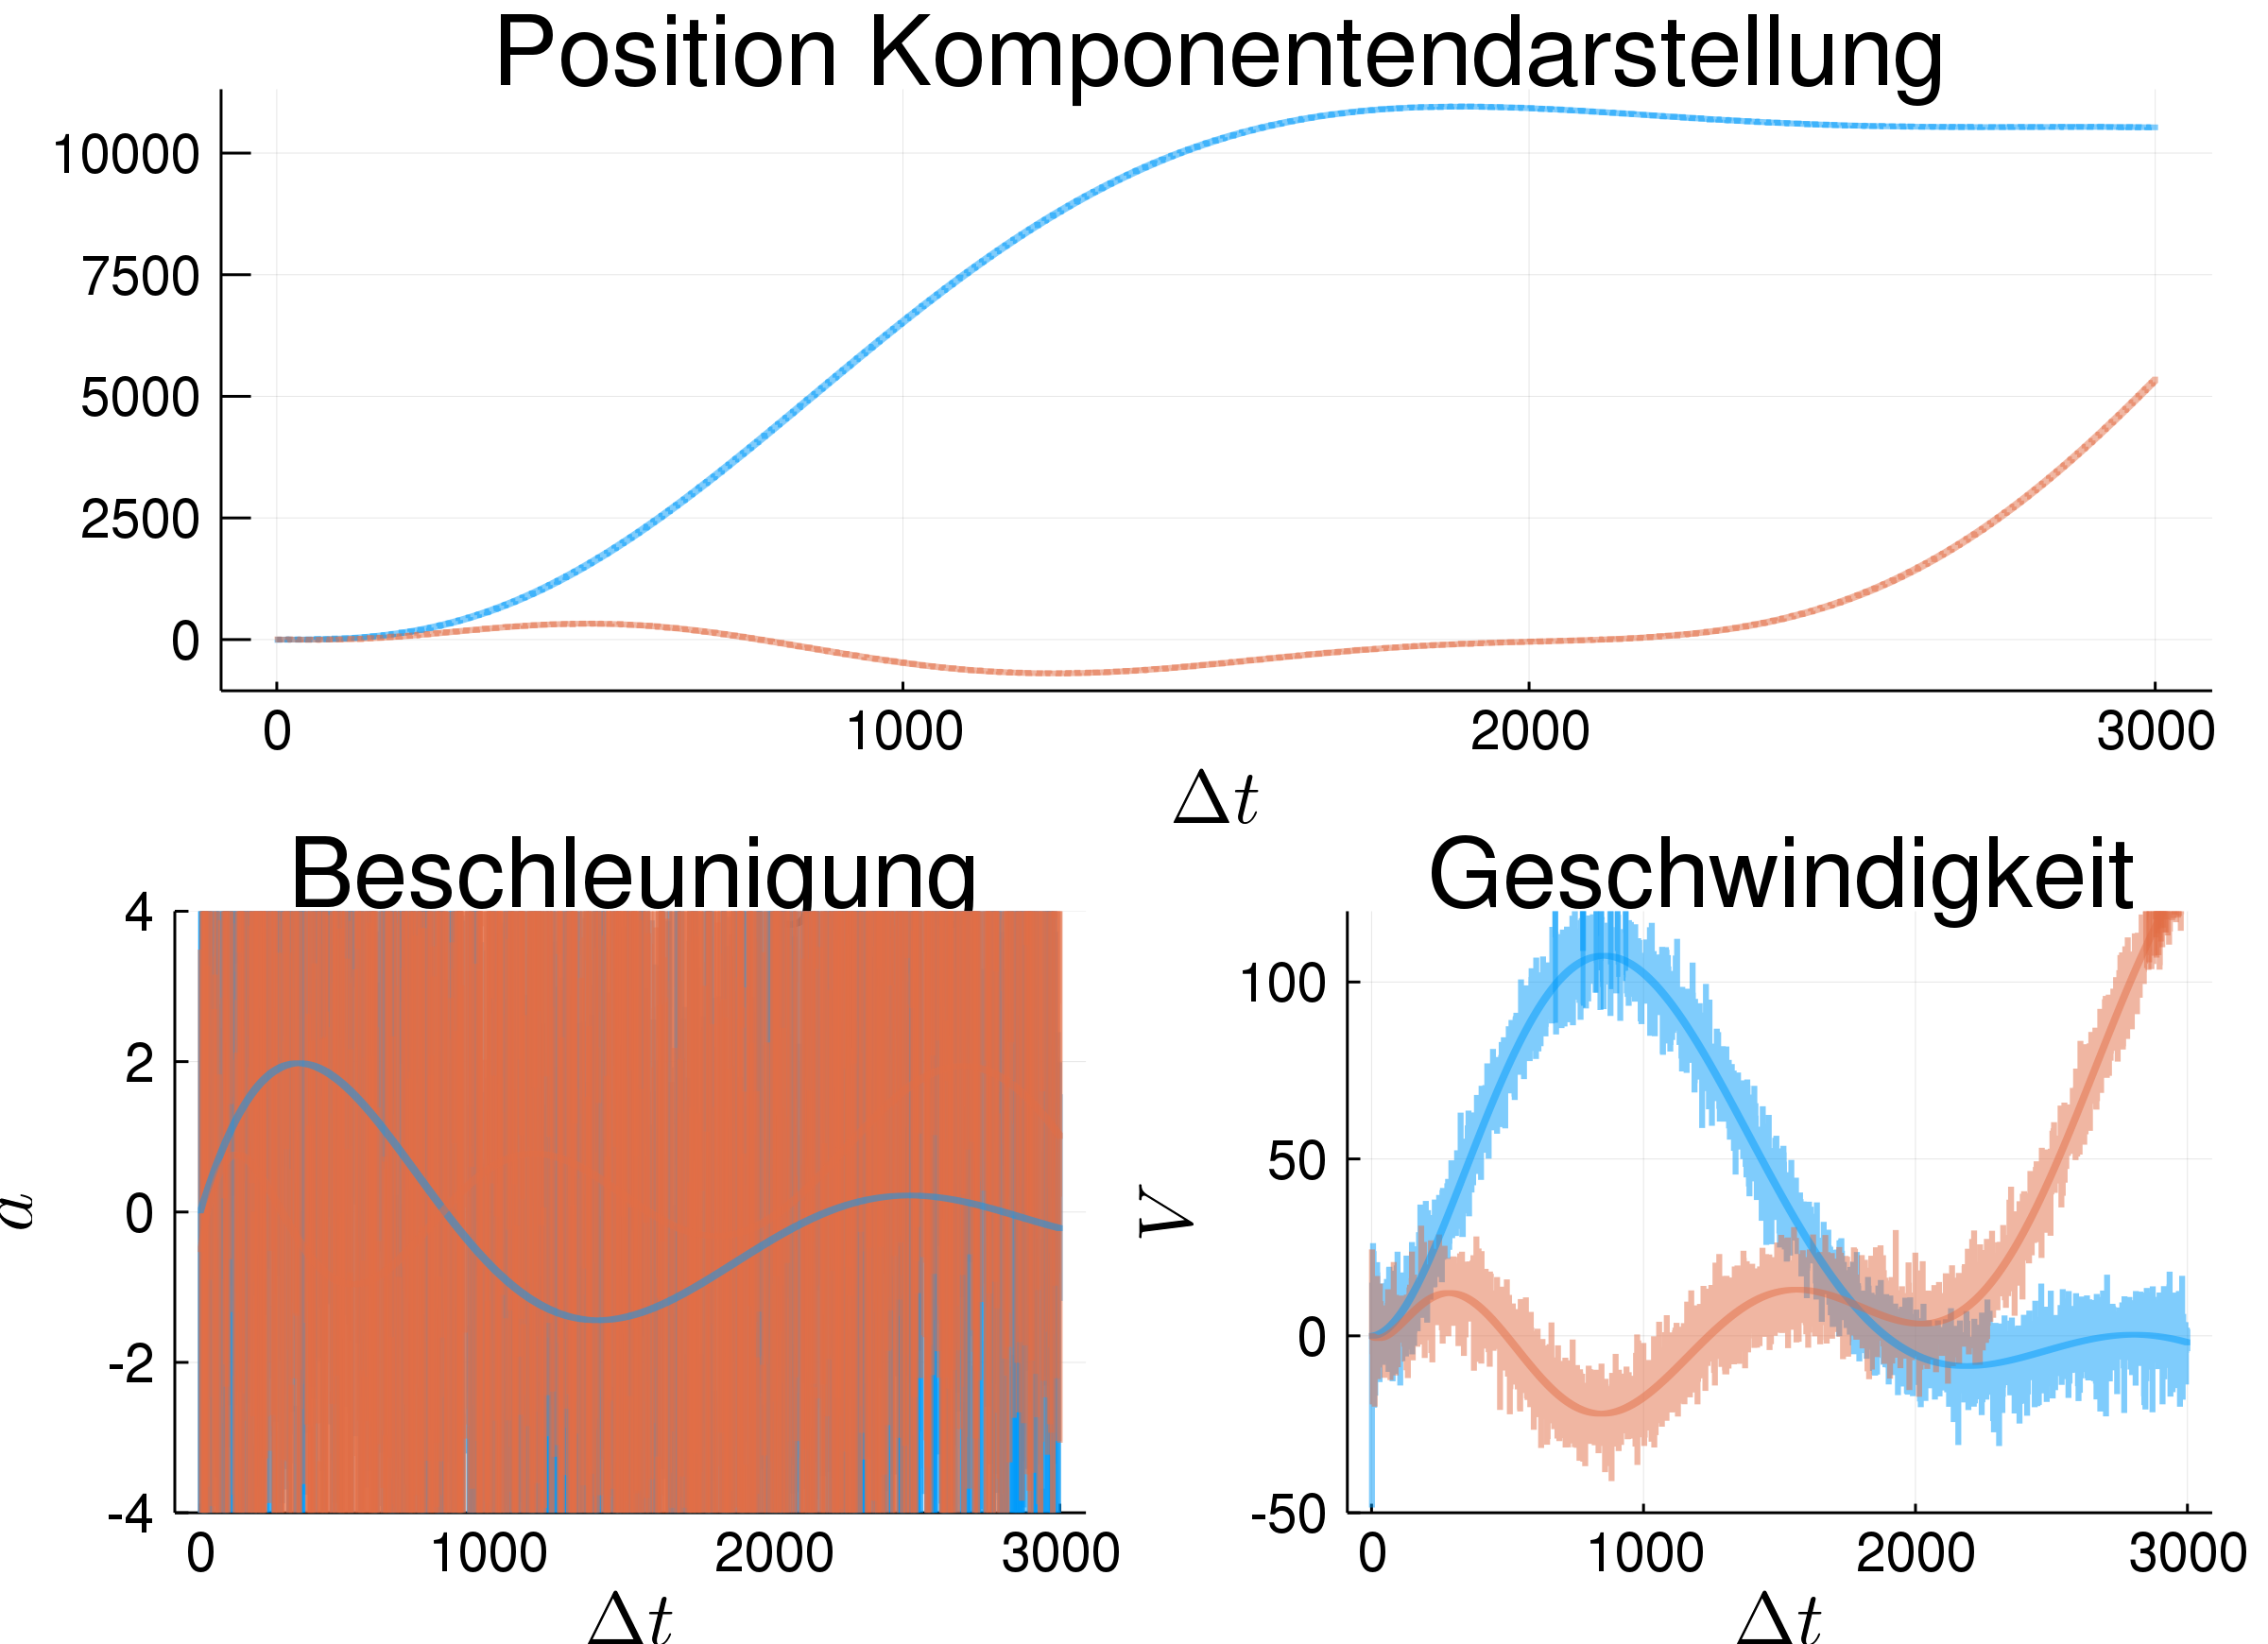 Position Komponentendarstellung
10000
7500
5000
2500
0
0 1000 2000 3000
Δt
Beschleunigung
4
2
0
-2
-4
a
0 1000 2000 3000
Δt
Geschwindigkeit
100
50
0
-50
V
0 1000 2000 3000
Δt